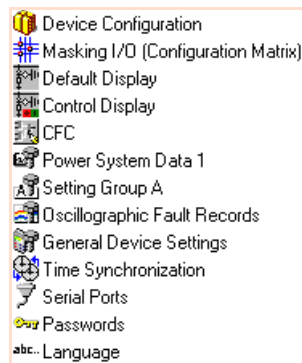 Device Configuration
Masking I/O (Configuration Matrix)
Default Display
Control Display
CFC
Power System Data 1
Setting Group A
Oscillographic Fault Records
General Device Settings
Time Synchronization
Serial Ports
Passwords
abc.. Language